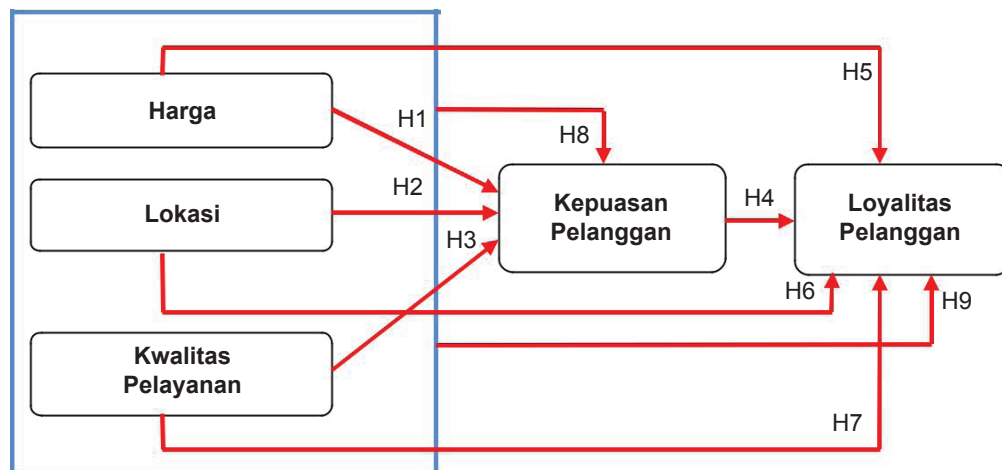 H5
Harga
H1
H8
H2
Lokasi
Kepuasan
Pelanggan
H4
Loyalitas
Pelanggan
H3
H6
H9
Kwalitas
Pelayanan
H7